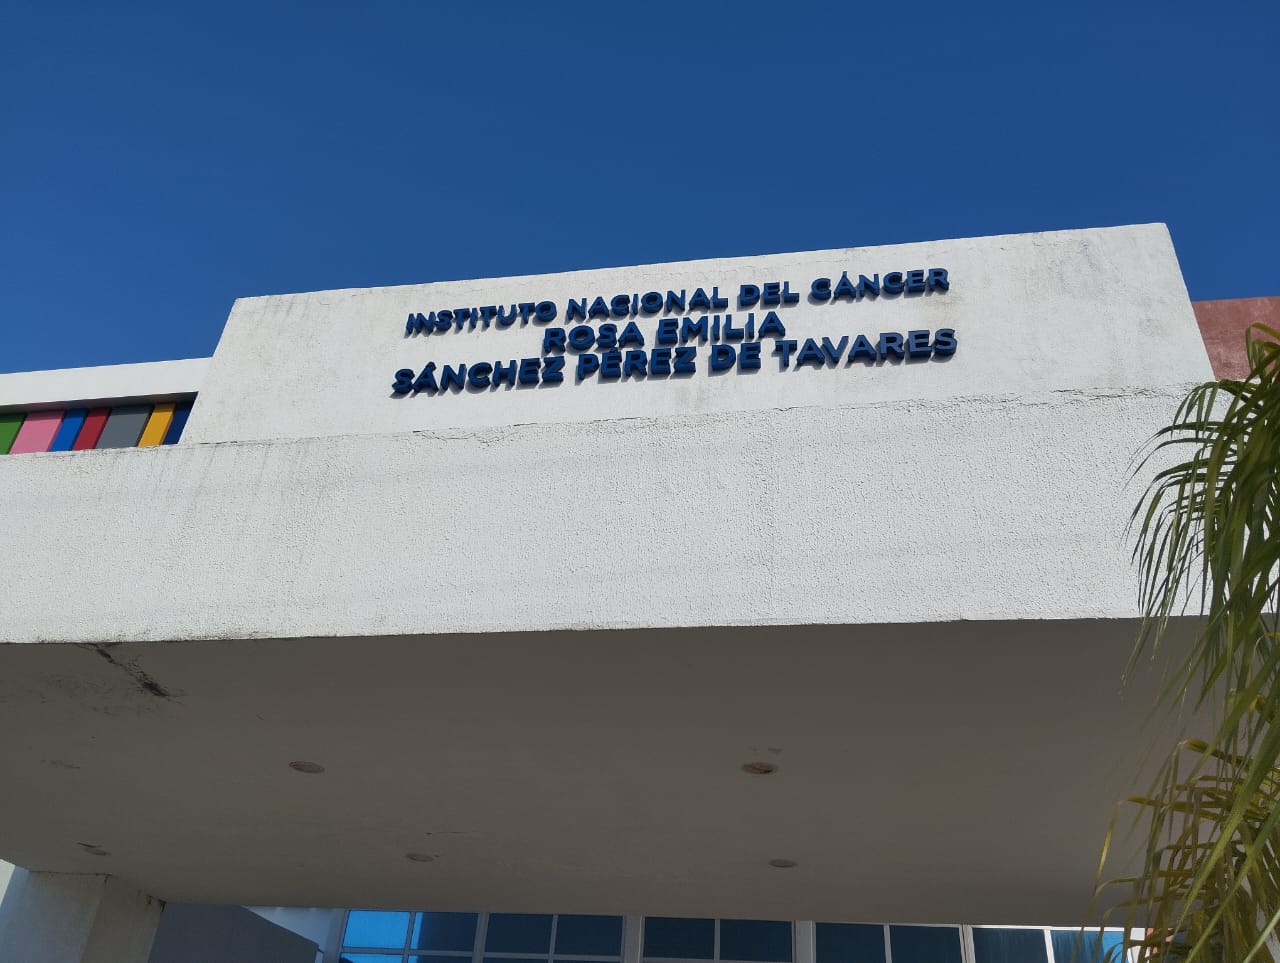 INSTITUTO NACIONAL DEL CÁNCER
ROSA EMILIA
SÁNCHEZ PÉREZ DE TAVARES